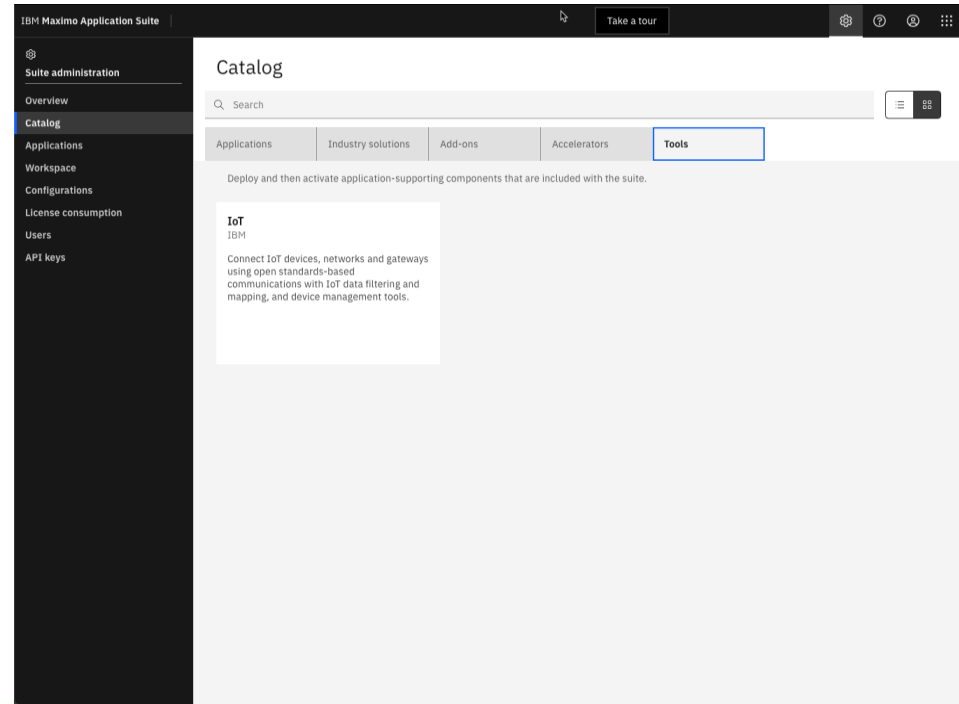 IBM Maximo Application Suite
Take a tour
Suite administration
Overview
Catalog
Applications
Workspace
Configurations
License consumption
Users
API keys
Catalog
Search
Applications
Industry solutions
Add-ons
Accelerators
Tools
Deploy and then activate application-supporting components that are included with the suite.
IoT
IBM
Connect IoT devices, networks and gateways
using open standards-based
communications with IoT data filtering and
mapping, and device management tools.